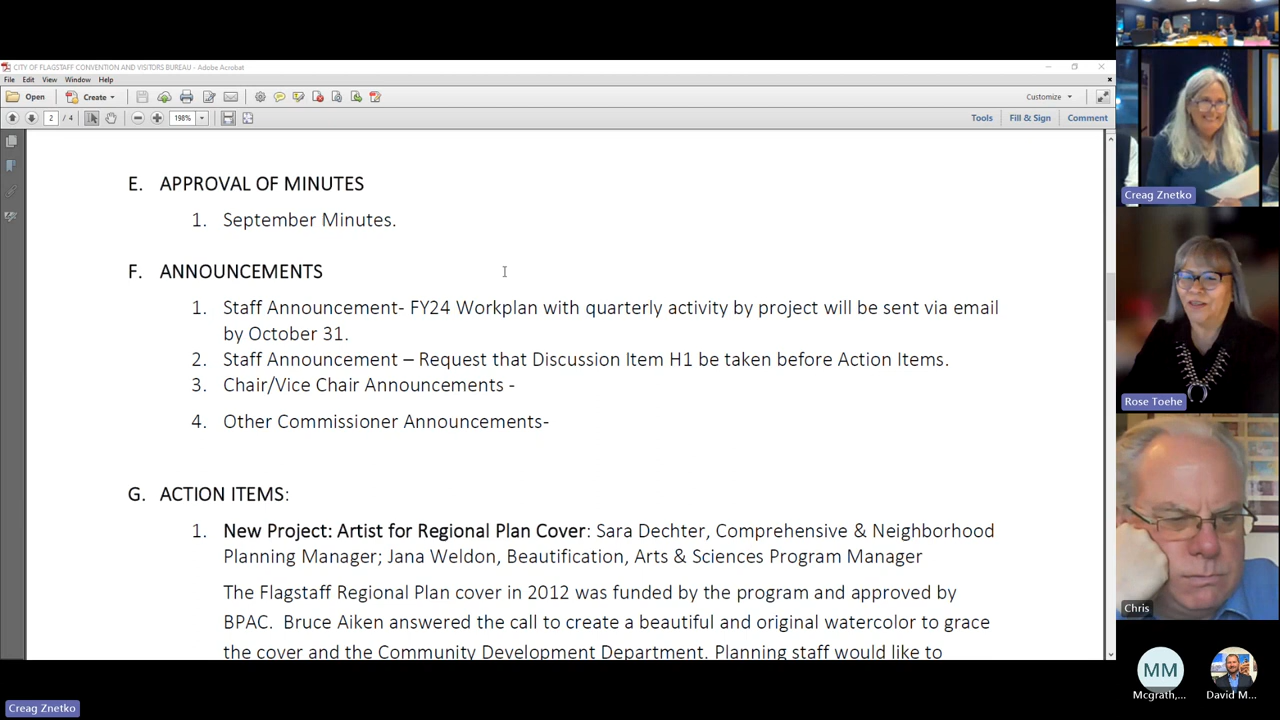 CITY OF FLAGSTAFF CONVENTION AND VISITORS BUREAU - Adobe Acrobat
File Edit View Window Help
Open Create Customize
2 / 4 198% Tools Fill & Sign Comment
E. APPROVAL OF MINUTES
1. September Minutes.
F. ANNOUNCEMENTS
1. Staff Announcement- FY24 Workplan with quarterly activity by project will be sent via email
by October 31.
2. Staff Announcement – Request that Discussion Item H1 be taken before Action Items.
3. Chair/Vice Chair Announcements -
4. Other Commissioner Announcements-
G. ACTION ITEMS:
1. New Project: Artist for Regional Plan Cover: Sara Dechter, Comprehensive & Neighborhood
Planning Manager; Jana Weldon, Beautification, Arts & Sciences Program Manager
The Flagstaff Regional Plan cover in 2012 was funded by the program and approved by
BPAC. Bruce Aiken answered the call to create a beautiful and original watercolor to grace
the cover and the Community Development Department. Planning staff would like to
Creag Znetko
Rose Toehe
Chris
MM
Mcgrath,... David M...
Creag Znetko